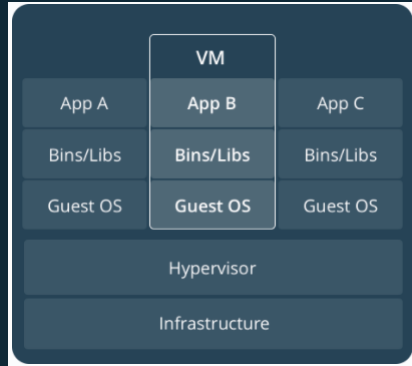 VM
App A App B App C
Bins/Libs Bins/Libs Bins/Libs
Guest OS Guest OS Guest OS
Hypervisor
Infrastructure